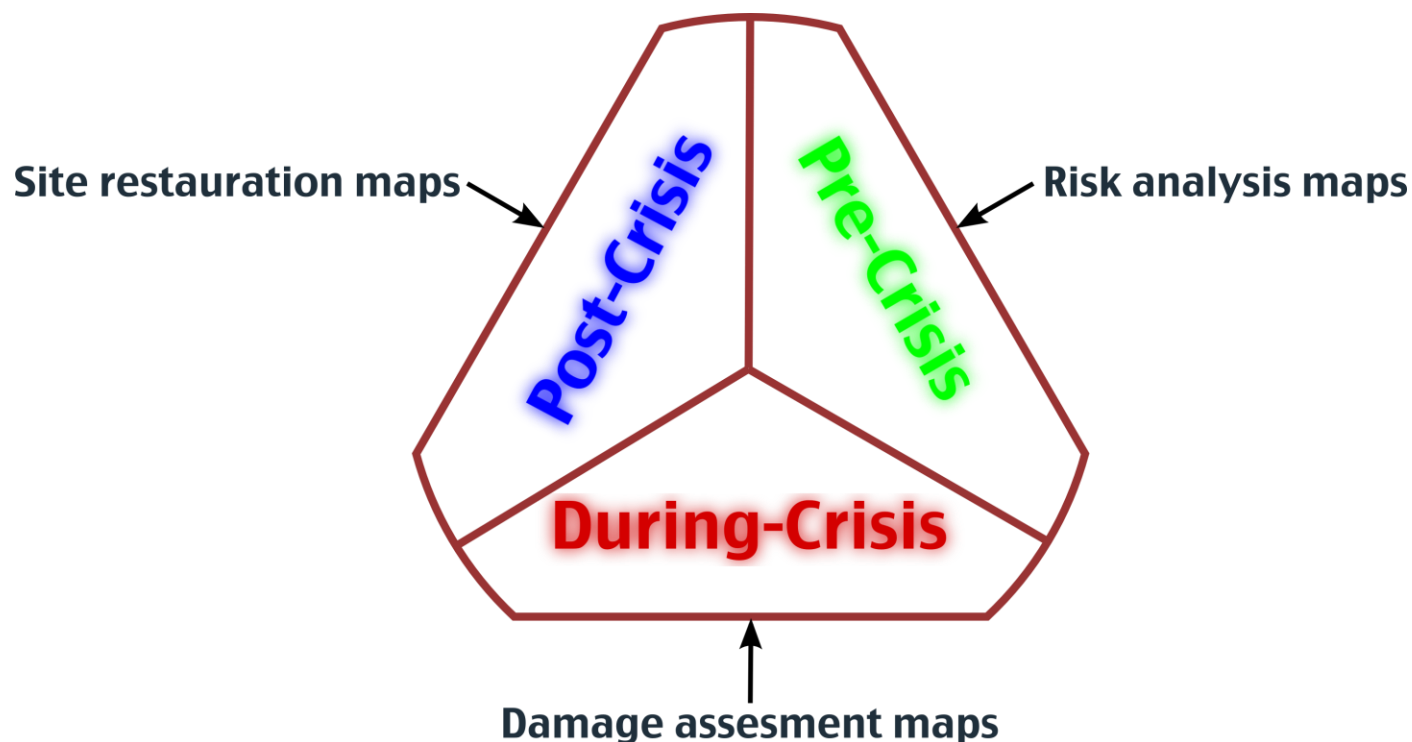 Post-Crisis
Pre-Crisis
Site restauration maps
Risk analysis maps
During-Crisis
Damage assesment maps